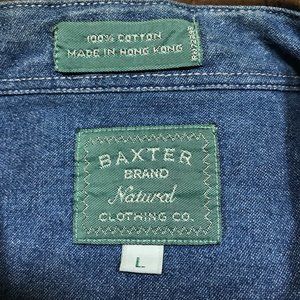 100% COTTON
MADE IN HONG KONG
BAXTER
BRAND
Natural
CLOTHING CO.
L